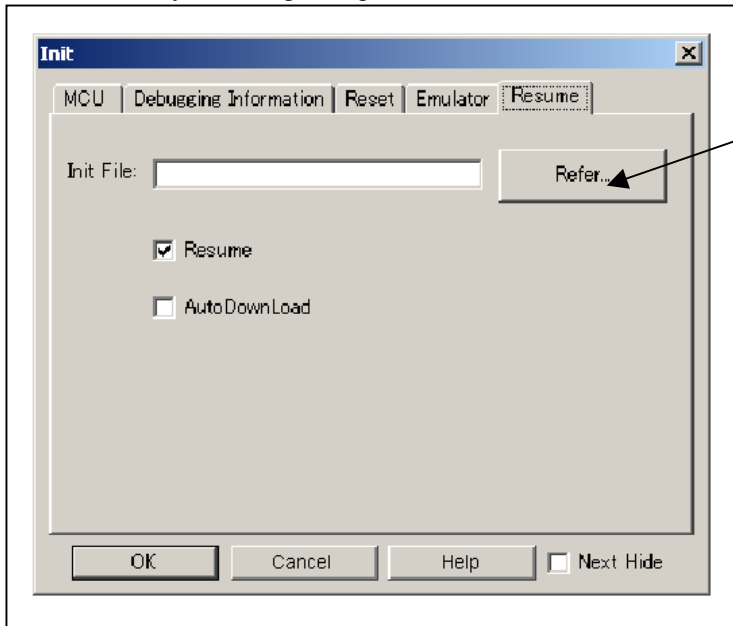 Init
MCU Debugging Information Reset Emulator Resume
Init File: Refer...
Resume
AutoDownLoad
OK Cancel Help Next Hide